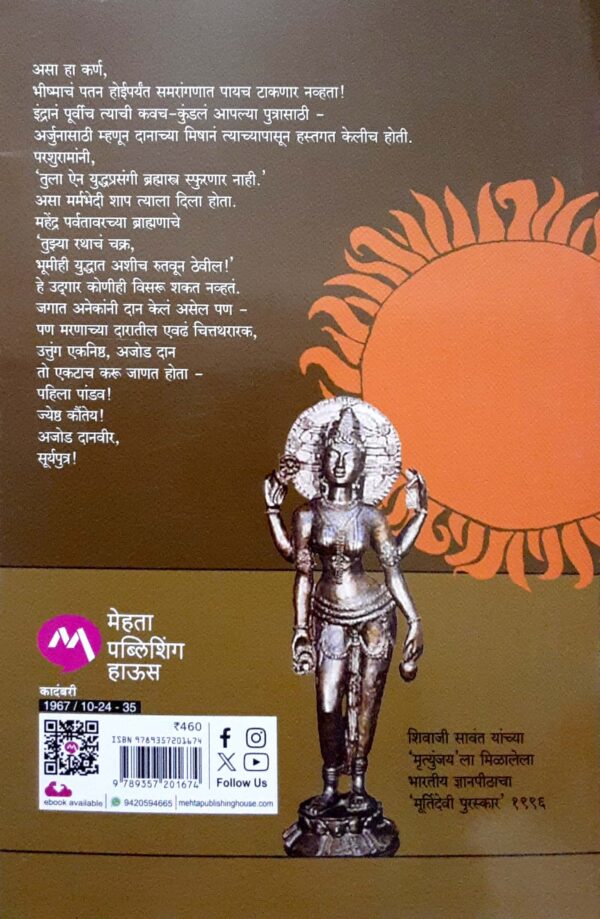 असा हा कर्ण,
भीष्माचं पतन होईपर्यंत समरांगणात पायच टाकणार नव्हता!
इंद्रानं पूर्वीच त्याची कवच-कुंडलं आपल्या पुत्रासाठी -
अर्जुनासाठी म्हणून दानाच्या मिषानं त्याच्यापासून हस्तगत केलीच होती.
परशुरामांनी,
‘तुला ऐन युद्धप्रसंगी ब्रह्मास्त्र स्फुरणार नाही.’
असा मर्मभेदी शाप त्याला दिला होता.
महेंद्र पर्वतावरच्या ब्राह्मणाचे
‘तुझ्या रथाचं चक्र,
भूमीही युद्धात अशीच रुतवून ठेवील!’
हे उद्‌गार कोणीही विसरू शकत नव्हतं.
जगात अनेकांनी दान केलं असेल पण -
पण मरणाच्या दारातील एवढं चित्तथरारक,
उत्तुंग एकनिष्ठ, अजोड दान
तो एकटाच करू जाणत होता -
पहिला पांडव!
ज्येष्ठ कौंतेय!
अजोड दानवीर,
सूर्यपुत्र!
मेहता
पब्लिशिंग
हाऊस
कादंबरी
1967 / 10-24 - 35
₹460
ISBN 9789357201674
9 789357 201674
Follow Us
ebook available
9420594665
mehtapublishinghouse.com
शिवाजी सावंत यांच्या
‘मृत्युंजय’ला मिळालेला
भारतीय ज्ञानपीठाचा
‘मूर्तिदेवी पुरस्कार’ १९९६